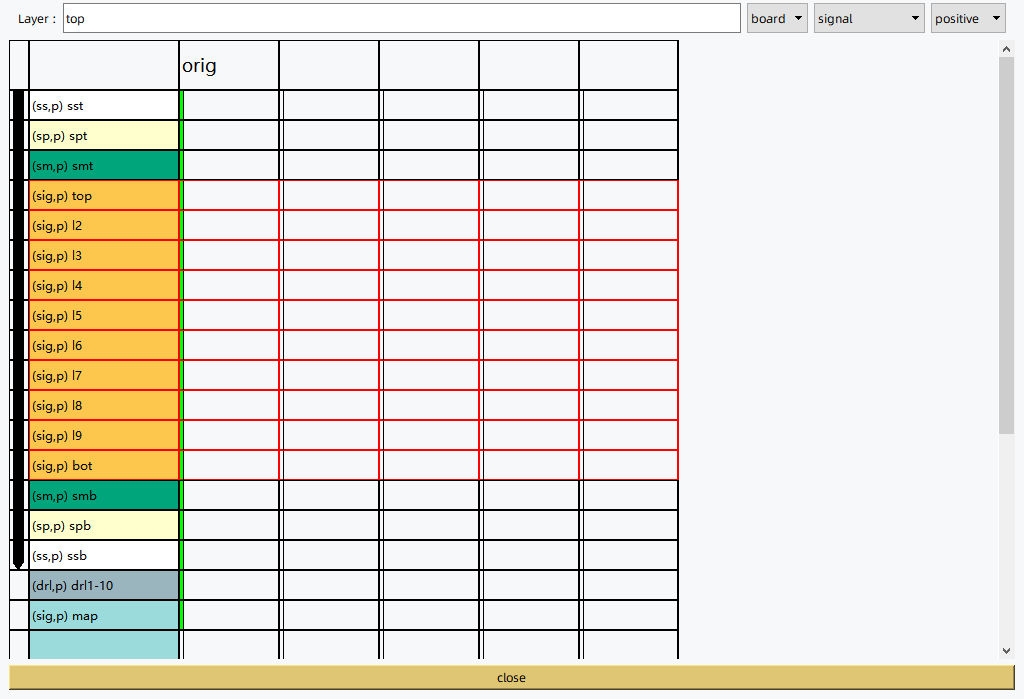 Layer :
top
board
signal
positive
orig
(ss,p) sst
(sp,p) spt
(sm,p) smt
(sig,p) top
(sig,p) l2
(sig,p) l3
(sig,p) l4
(sig,p) l5
(sig,p) l6
(sig,p) l7
(sig,p) l8
(sig,p) l9
(sig,p) bot
(sm,p) smb
(sp,p) spb
(ss,p) ssb
(drl,p) drl1-10
(sig,p) map
close